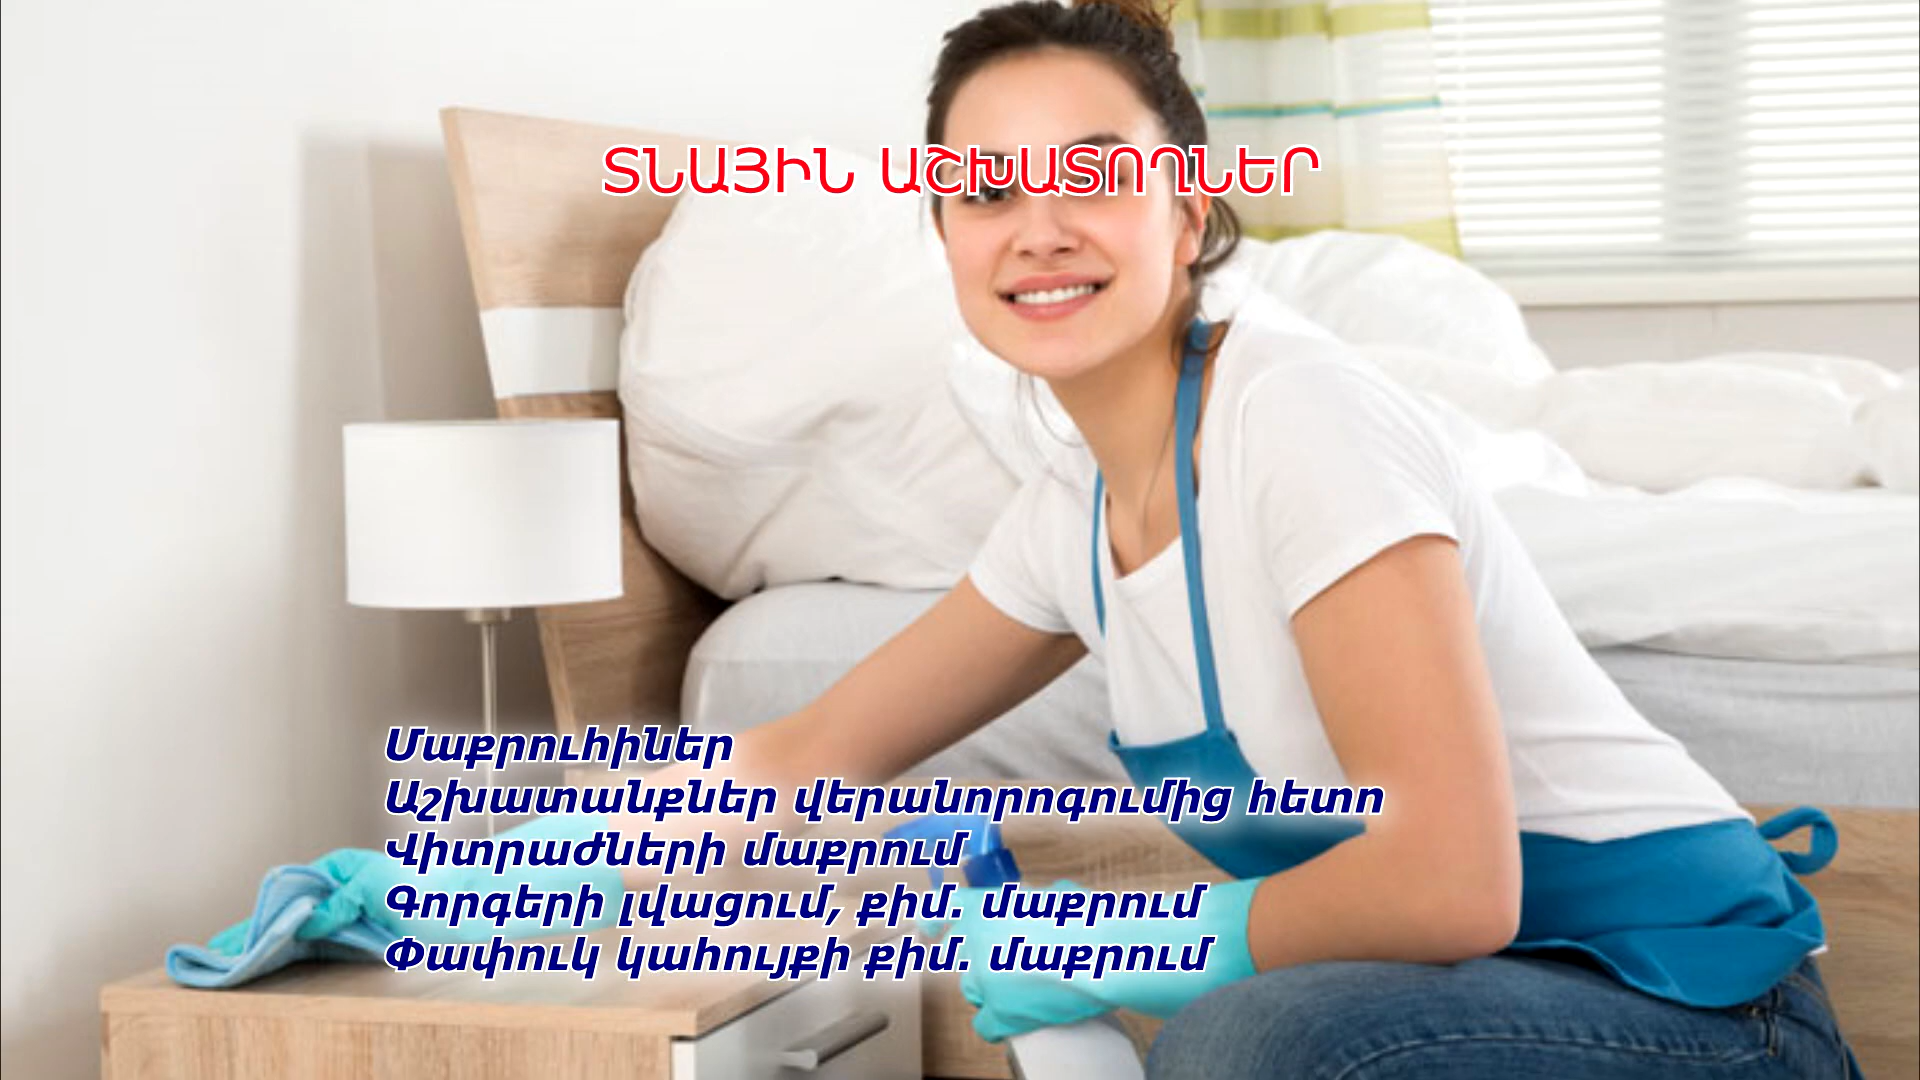 ՏՆԱՅԻՆ ԱՇԽԱՏՈՂՆԵՐ
Մաքրուհիներ
Աշխատանքներ վերանորոգումից հետո
Վիտրաժների մաքրում
Գորգերի լվացում, քիմ. մաքրում
Փափուկ կահույքի քիմ. մաքրում